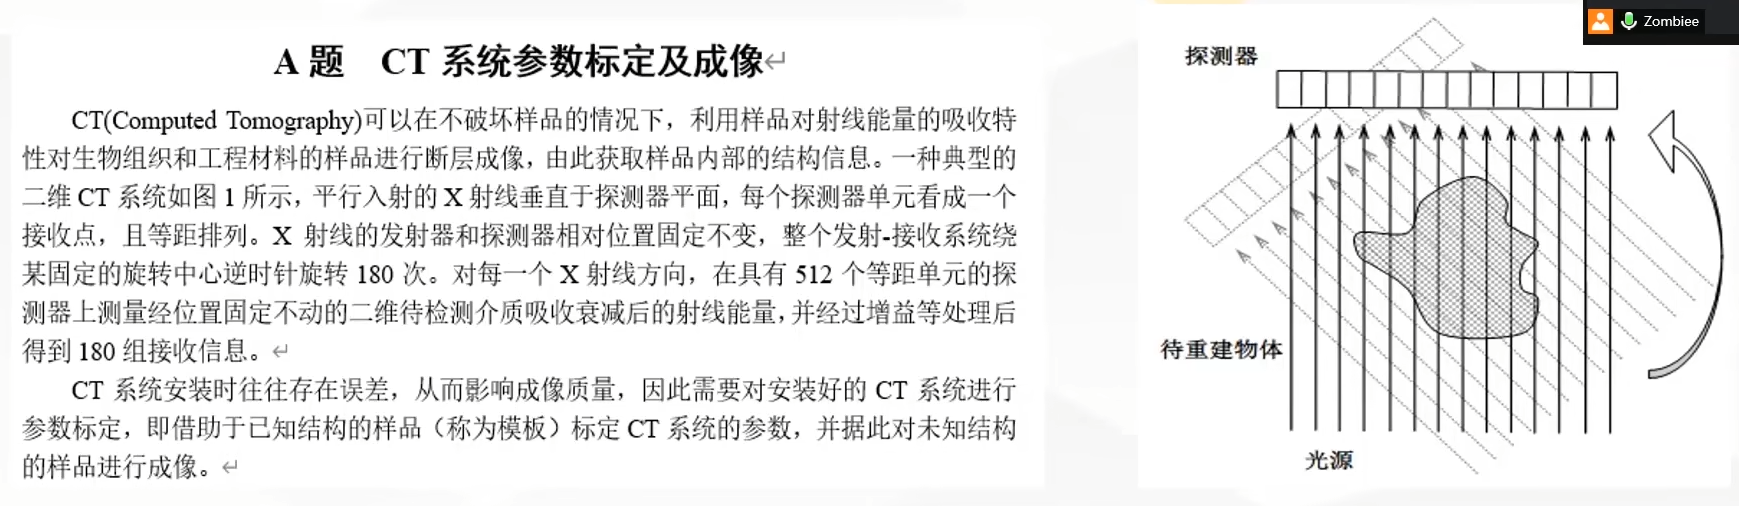 A 题 CT 系统参数标定及成像↵
CT(Computed Tomography)可以在不破坏样品的情况下，利用样品对射线能量的吸收特
性对生物组织和工程材料的样品进行断层成像，由此获取样品内部的结构信息。一种典型的
二维 CT 系统如图 1 所示，平行入射的 X 射线垂直于探测器平面，每个探测器单元看成一个
接收点，且等距排列。X 射线的发射器和探测器相对位置固定不变，整个发射-接收系统绕
某固定的旋转中心逆时针旋转 180 次。对每一个 X 射线方向，在具有 512 个等距单元的探
测器上测量经位置固定不动的二维待检测介质吸收衰减后的射线能量，并经过增益等处理后
得到 180 组接收信息。↵
CT 系统安装时往往存在误差，从而影响成像质量，因此需要对安装好的 CT 系统进行
参数标定，即借助于已知结构的样品（称为模板）标定 CT 系统的参数，并据此对未知结构
的样品进行成像。↵
探测器
待重建物体
光源
Zombiee